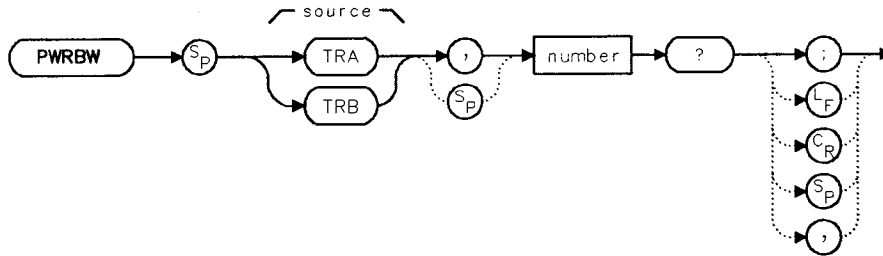 source
PWRBW SP TRA , number ? ;
TRB SP LF
CR
SP
,